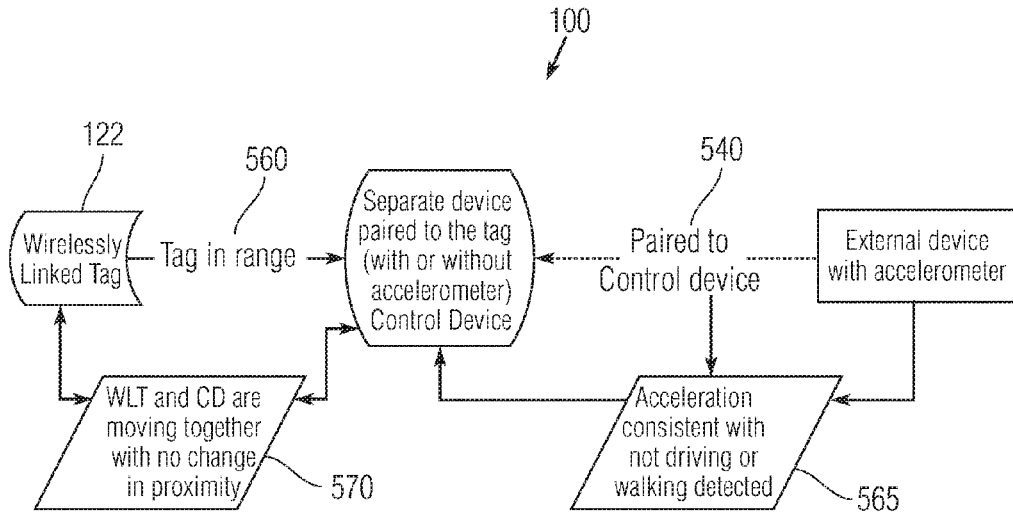 100
122
560
540
Wirelessly
Linked Tag
Tag in range
Separate device
paired to the tag
(with or without
accelerometer)
Control Device
Paired to
Control device
External device
with accelerometer
WLT and CD are
moving together
with no change
in proximity
570
Acceleration
consistent with
not driving or
walking detected
565